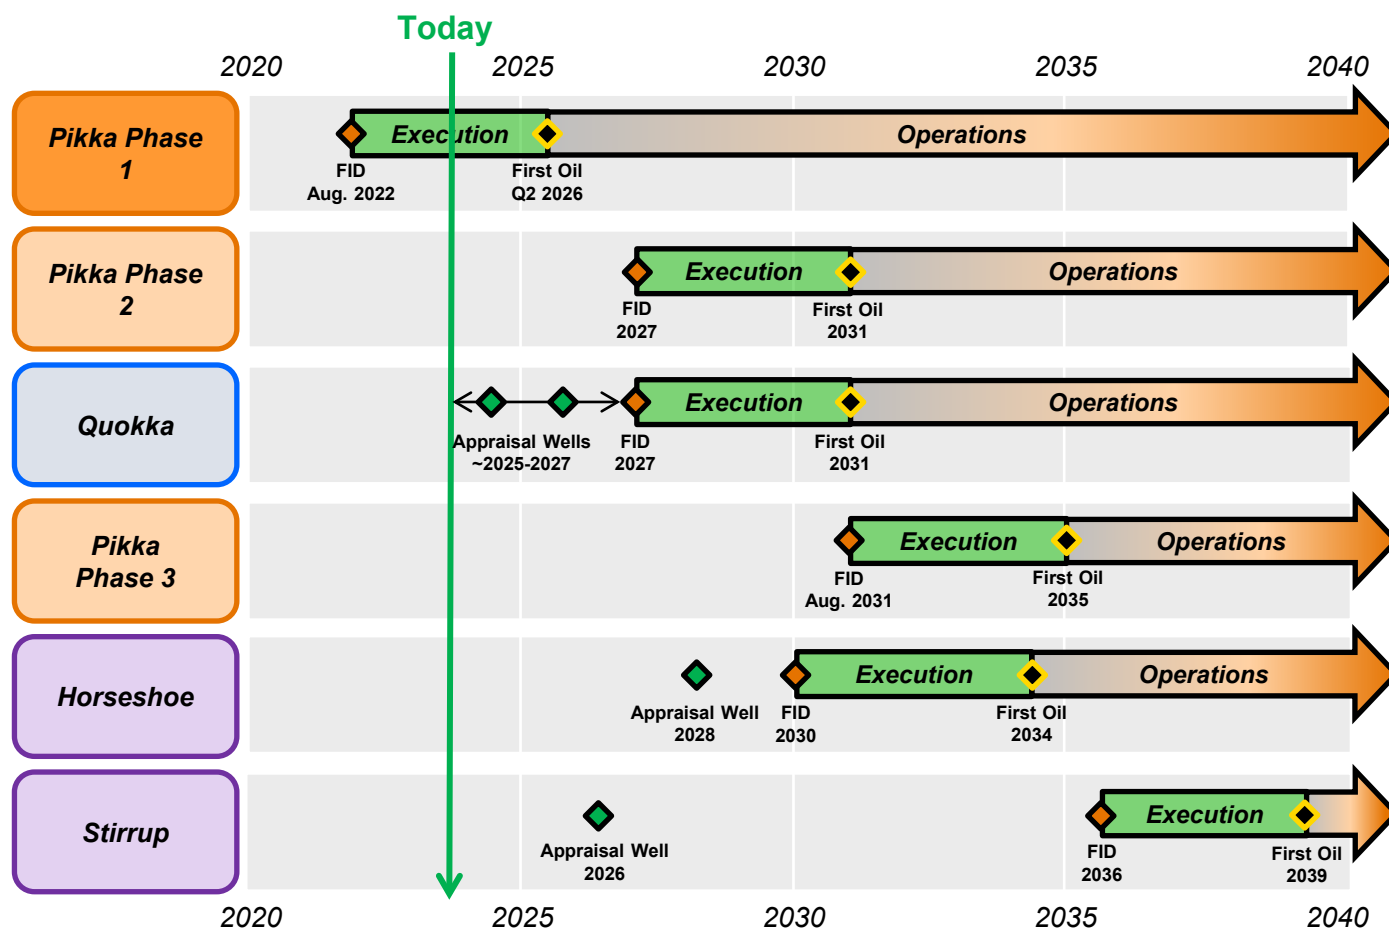 Today
2020 2025 2030 2035 2040
Pikka Phase
1
Execution
Operations
FID
Aug. 2022
First Oil
Q2 2026
Pikka Phase
2
Execution
Operations
FID
2027
First Oil
2031
Quokka
Execution
Operations
Appraisal Wells
~2025-2027
FID
2027
First Oil
2031
Pikka
Phase 3
Execution
Operations
FID
Aug. 2031
First Oil
2035
Horseshoe
Execution
Operations
Appraisal Well
2028
FID
2030
First Oil
2034
Stirrup
Execution
Appraisal Well
2026
FID
2036
First Oil
2039
2020 2025 2030 2035 2040